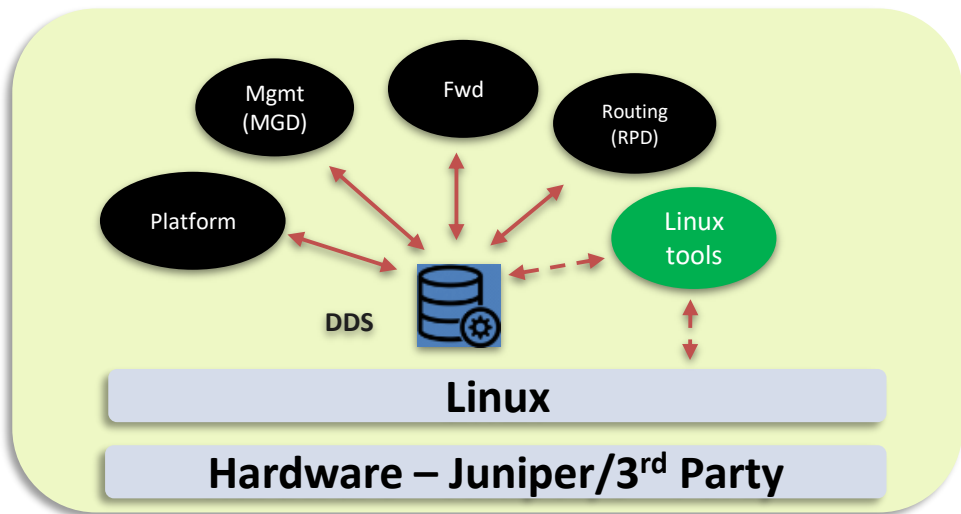 Mgmt
(MGD)
Fwd
Routing
(RPD)
Platform
Linux
tools
DDS
Linux
Hardware – Juniper/3rd Party